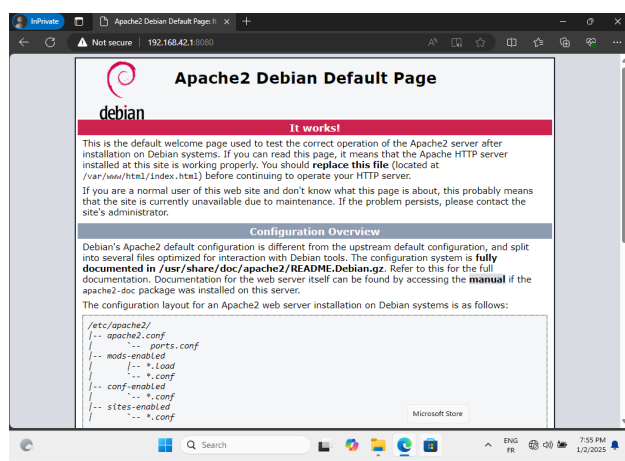 InPrivate
Apache2 Debian Default Page: It
Not secure 192.168.42.1:8080
debian
Apache2 Debian Default Page
It works!
This is the default welcome page used to test the correct operation of the Apache2 server after
installation on Debian systems. If you can read this page, it means that the Apache HTTP server
installed at this site is working properly. You should replace this file (located at
/var/www/html/index.html) before continuing to operate your HTTP server.
If you are a normal user of this web site and don't know what this page is about, this probably means
that the site is currently unavailable due to maintenance. If the problem persists, please contact the
site's administrator.
Configuration Overview
Debian's Apache2 default configuration is different from the upstream default configuration, and split
into several files optimized for interaction with Debian tools. The configuration system is fully
documented in /usr/share/doc/apache2/README.Debian.gz. Refer to this for the full
documentation. Documentation for the web server itself can be found by accessing the manual if the
apache2-doc package was installed on this server.
The configuration layout for an Apache2 web server installation on Debian systems is as follows:
/etc/apache2/
|-- apache2.conf
|       `--  ports.conf
|-- mods-enabled
|       |-- *.load
|       `-- *.conf
|-- conf-enabled
|       `-- *.conf
|-- sites-enabled
|       `-- *.conf
Microsoft Store
Search
ENG
FR
7:55 PM
1/2/2025